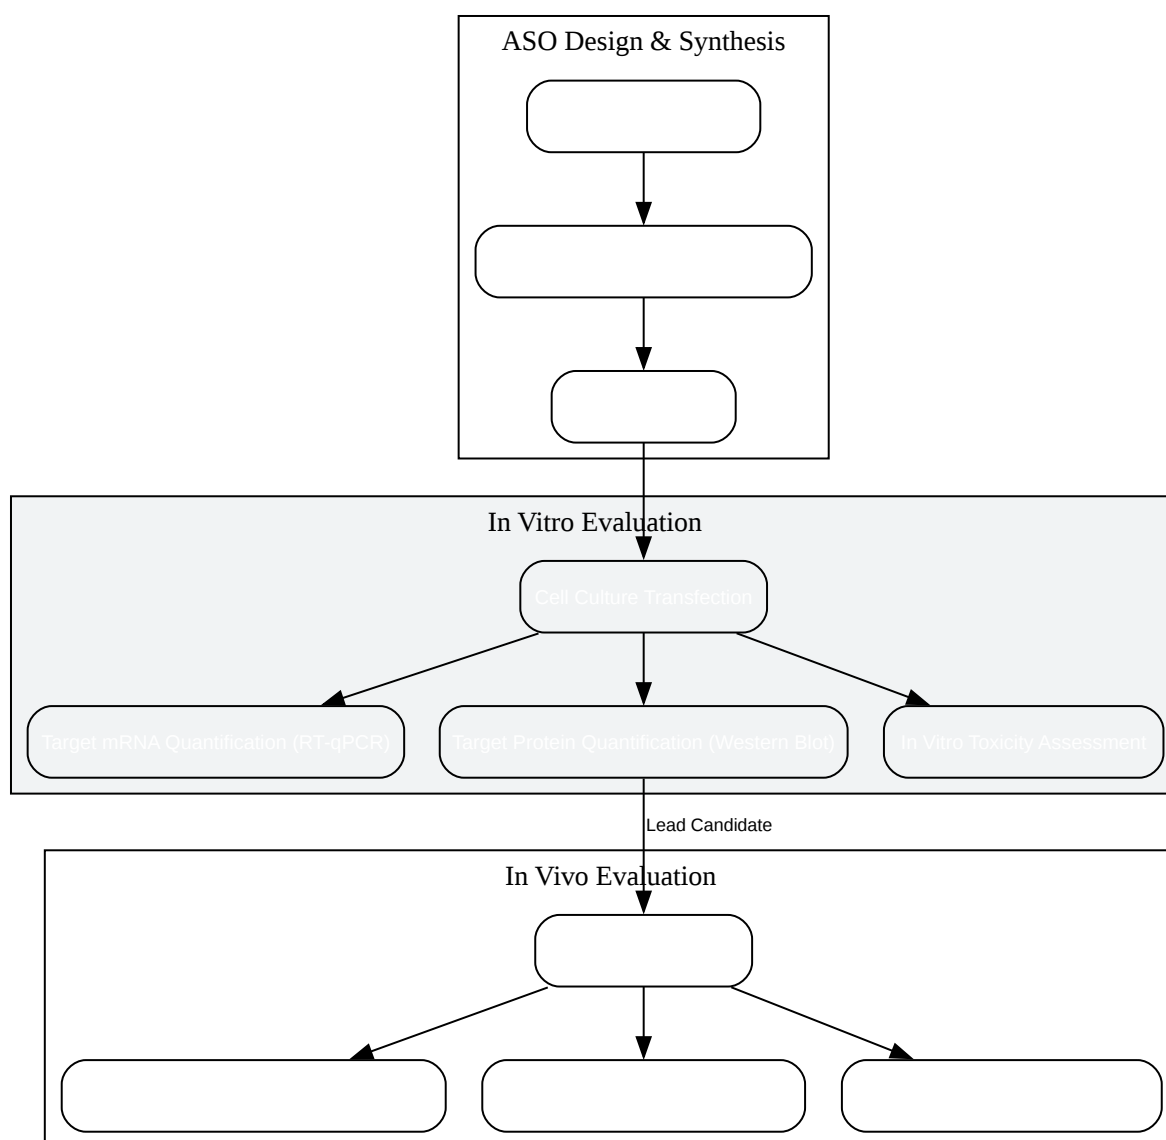 ASO Design & Synthesis
In Vitro Evaluation
Cell Culture Transfection
Target mRNA Quantification (RT-qPCR)
Target Protein Quantification (Western Blot)
In Vitro Toxicity Assessment
Lead Candidate
In Vivo Evaluation